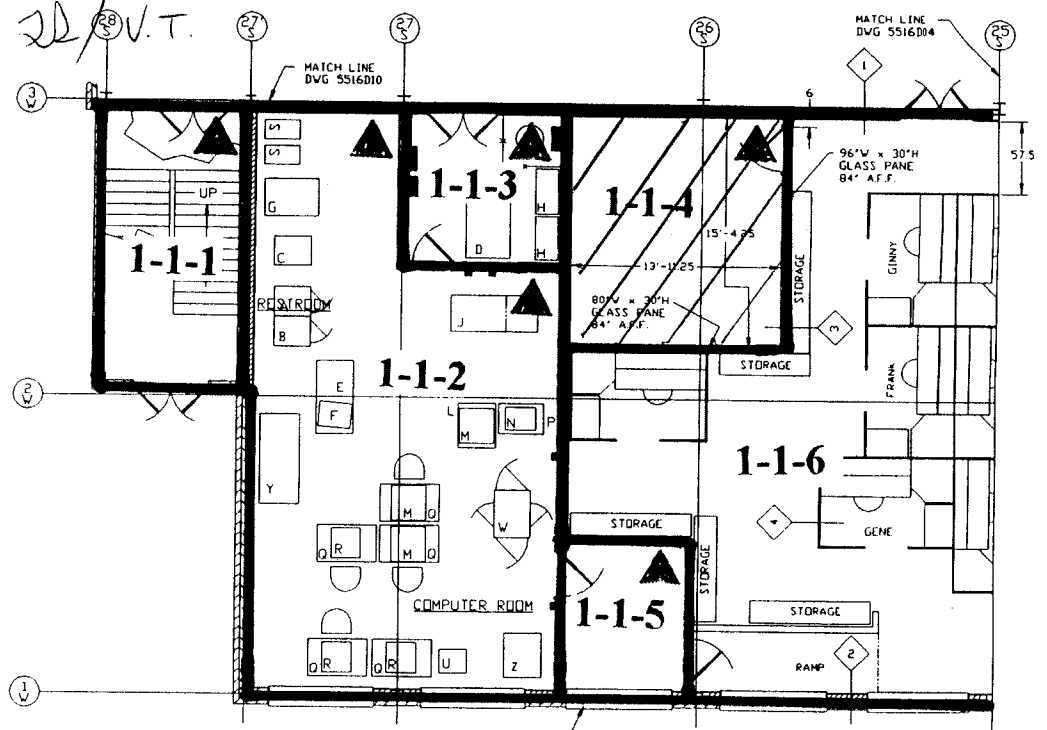 2B/V.T.
28
S
27'
S
27
S
26
S
25
S
MATCH LINE
DWG 5516D10
MATCH LINE
DWG 5516D04
3
W
1
6
57.5
96"W x 30"H
GLASS PANE
84" A.F.F.
S
S
UP
G
1-1-3
H
H
D
1-1-4
15'-4.25
13'-11.25
1-1-1
C
RESTROOM
A
B
J
80"W x 30"H
GLASS PANE
84" A.F.F.
STORAGE
3
STORAGE
GINNY
FRANK
2
W
1-1-2
E
F
L
M
N
P
1-1-6
Y
M
Q
W
STORAGE
4
GENE
Q
R
M
Q
STORAGE
COMPUTER ROOM
1-1-5
STORAGE
Q
R
Q
R
U
Z
RAMP
2
1
W